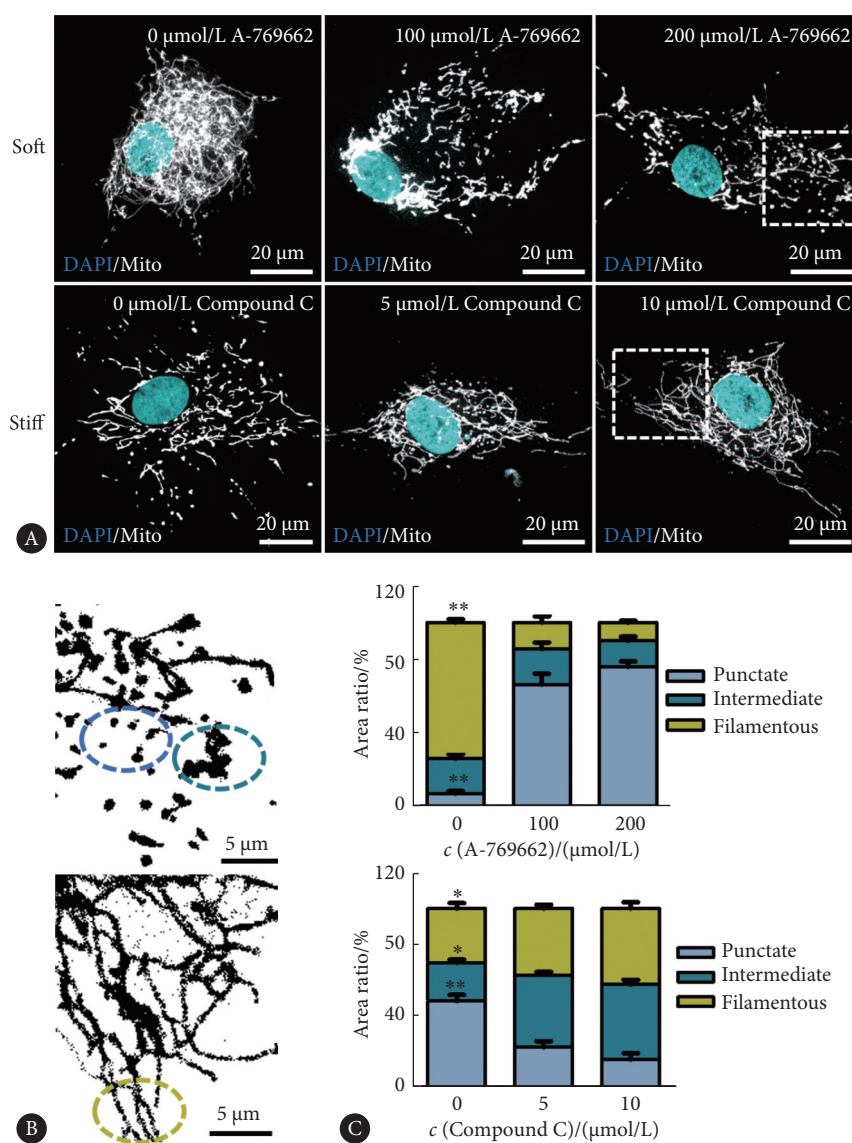 0 μmol/L A-769662
100 μmol/L A-769662
200 μmol/L A-769662
Soft
DAPI/Mito
20 μm
DAPI/Mito
20 μm
DAPI/Mito
20 μm
0 μmol/L Compound C
5 μmol/L Compound C
10 μmol/L Compound C
Stiff
DAPI/Mito
20 μm
DAPI/Mito
20 μm
DAPI/Mito
20 μm
A
5 μm
5 μm
B
120
50
40
0
Area ratio/%
**
**
Punctate
Intermediate
Filamentous
0 100 200
c (A-769662)/(μmol/L)
120
50
40
0
Area ratio/%
*
*
**
Punctate
Intermediate
Filamentous
0 5 10
c (Compound C)/(μmol/L)
C